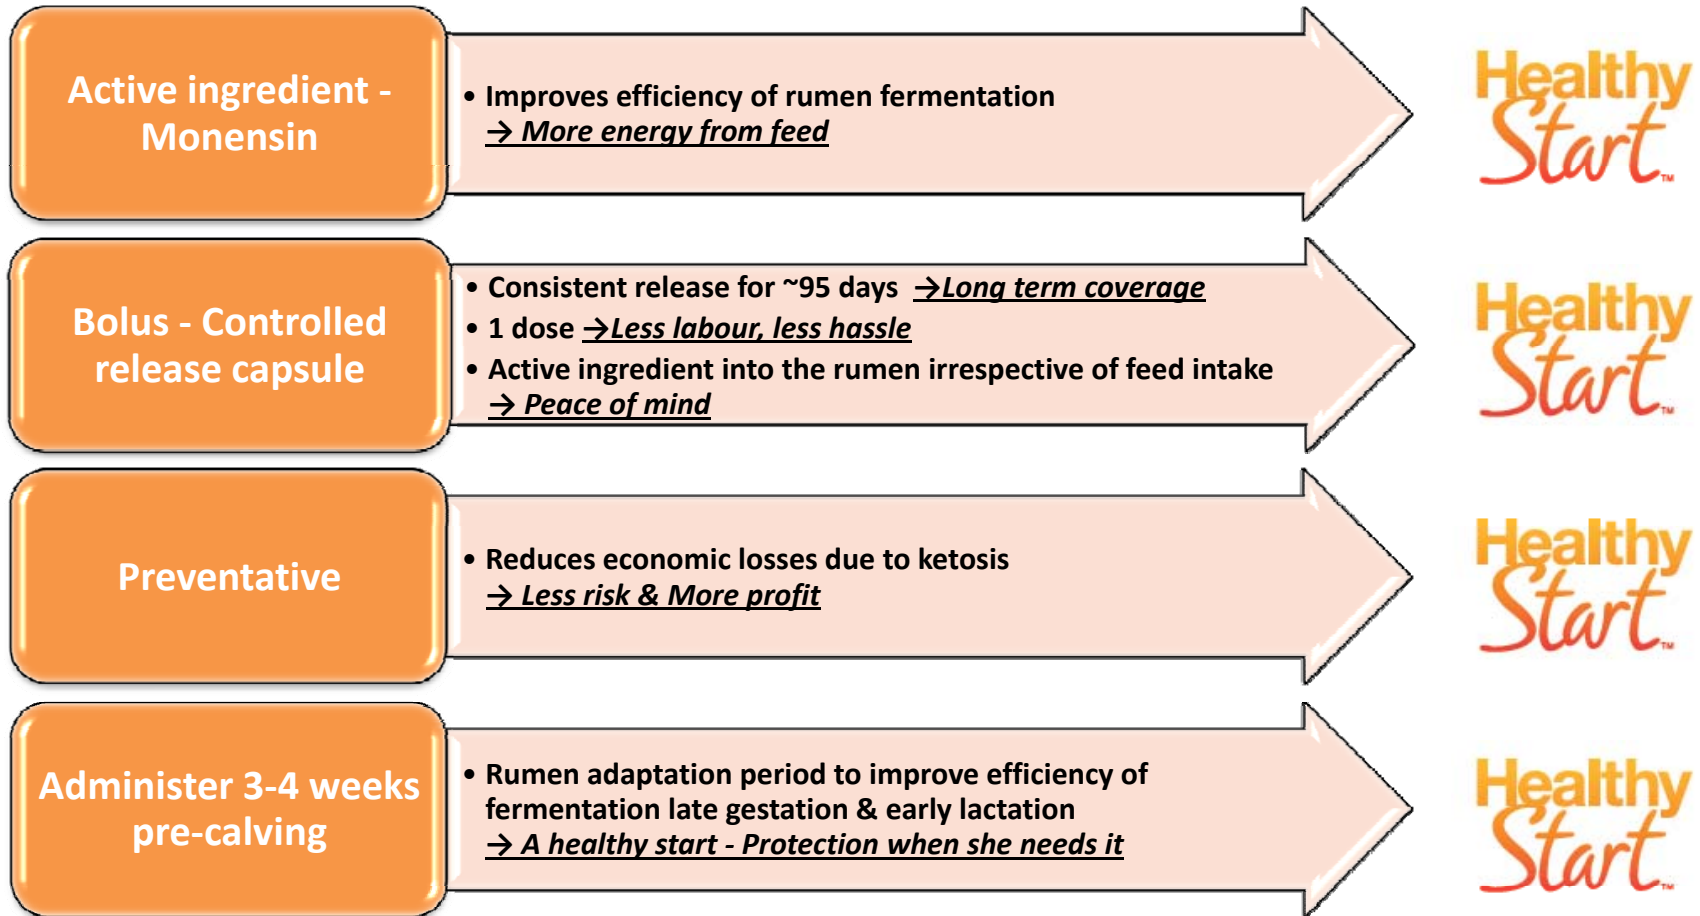 Active ingredient -
Monensin
• Improves efficiency of rumen fermentation
→ More energy from feed
Healthy
Start™
Bolus - Controlled
release capsule
• Consistent release for ~95 days →Long term coverage
• 1 dose →Less labour, less hassle
• Active ingredient into the rumen irrespective of feed intake
→ Peace of mind
Healthy
Start™
Preventative
• Reduces economic losses due to ketosis
→ Less risk & More profit
Healthy
Start™
Administer 3-4 weeks
pre-calving
• Rumen adaptation period to improve efficiency of
fermentation late gestation & early lactation
→ A healthy start - Protection when she needs it
Healthy
Start™